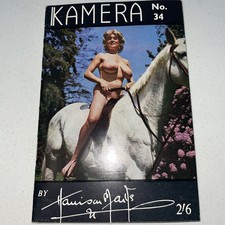 KAMERA No. 34
BY Harrison Marks 2'6